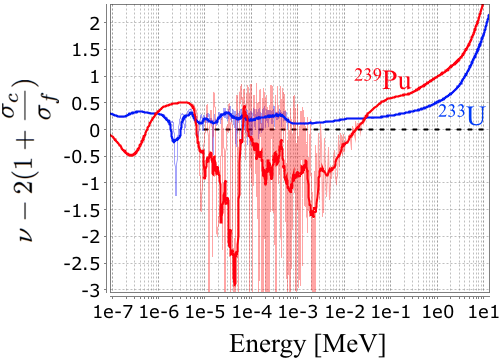 ν − 2(1 + σc/σf)
2
1.5
1
0.5
0
-0.5
-1
-1.5
-2
-2.5
-3
239Pu
233U
1e-7 1e-6 1e-5 1e-4 1e-3 1e-2 1e-1 1e0 1e1
Energy [MeV]